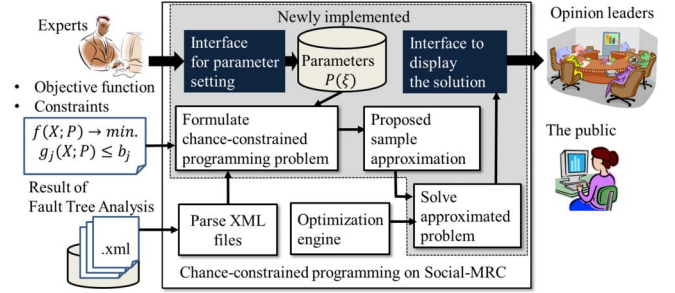 Newly implemented
Opinion leaders
Experts
Interface
for parameter
setting
Parameters
P(ξ)
Interface to
display
the solution
• Objective function
• Constraints
f(X; P) → min.
g_j(X; P) ≤ b_j
Formulate
chance-constrained
programming problem
Proposed
sample
approximation
The public
Result of
Fault Tree Analysis
.xml
Parse XML
files
Optimization
engine
Solve
approximated
problem
Chance-constrained programming on Social-MRC